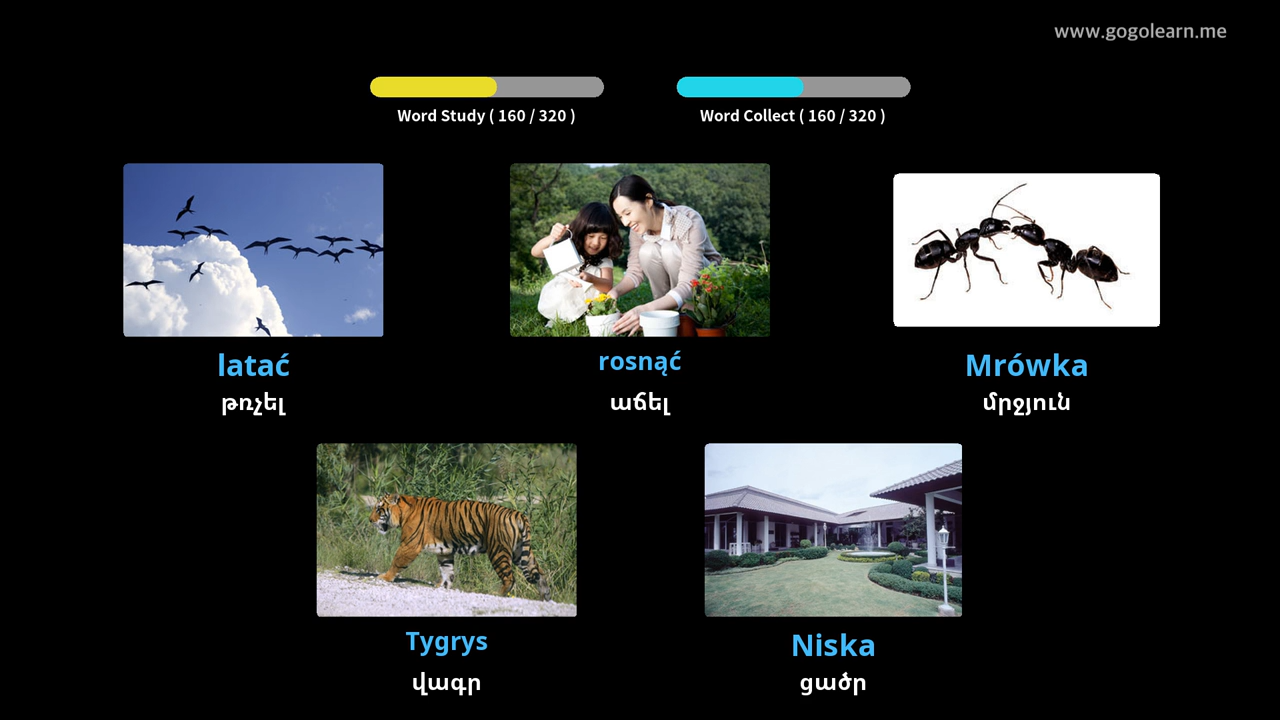 www.gogolearn.me
Word Study ( 160 / 320 )
Word Collect ( 160 / 320 )
latać
թռչել
rosnąć
աճել
Mrówka
մրջյուն
Tygrys
վագր
Niska
ցածր